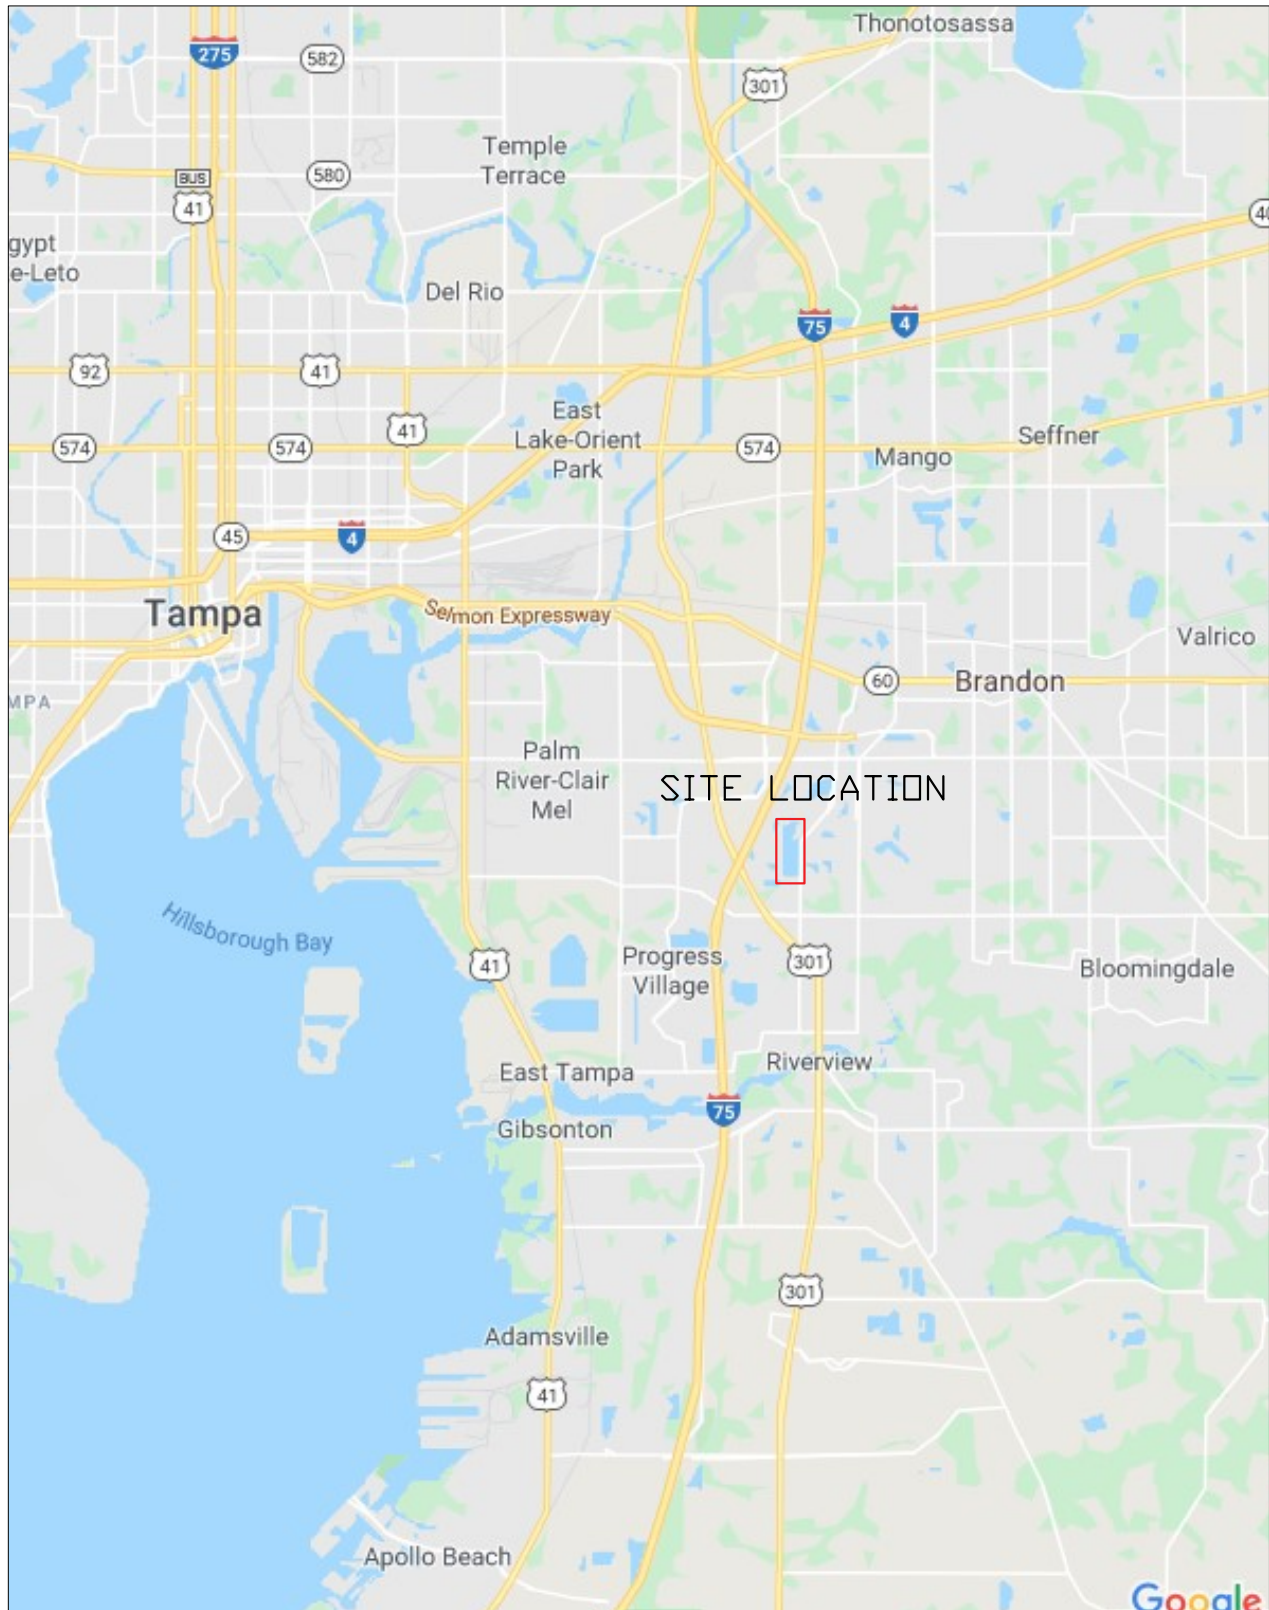 Thonotosassa
275
582
301
Temple
Terrace
580
BUS
41
40
gypt
e-Leto
Del Rio
75
4
92
41
East
Lake-Orient
Park
41
574
574
574
Seffner
Mango
45
4
Tampa
Selmon Expressway
Valrico
60
Brandon
MPA
Palm
River-Clair
Mel
SITE LOCATION
Hillsborough Bay
41
Progress
Village
301
Bloomingdale
Riverview
East Tampa
75
Gibsonton
301
Adamsville
41
Apollo Beach
Google